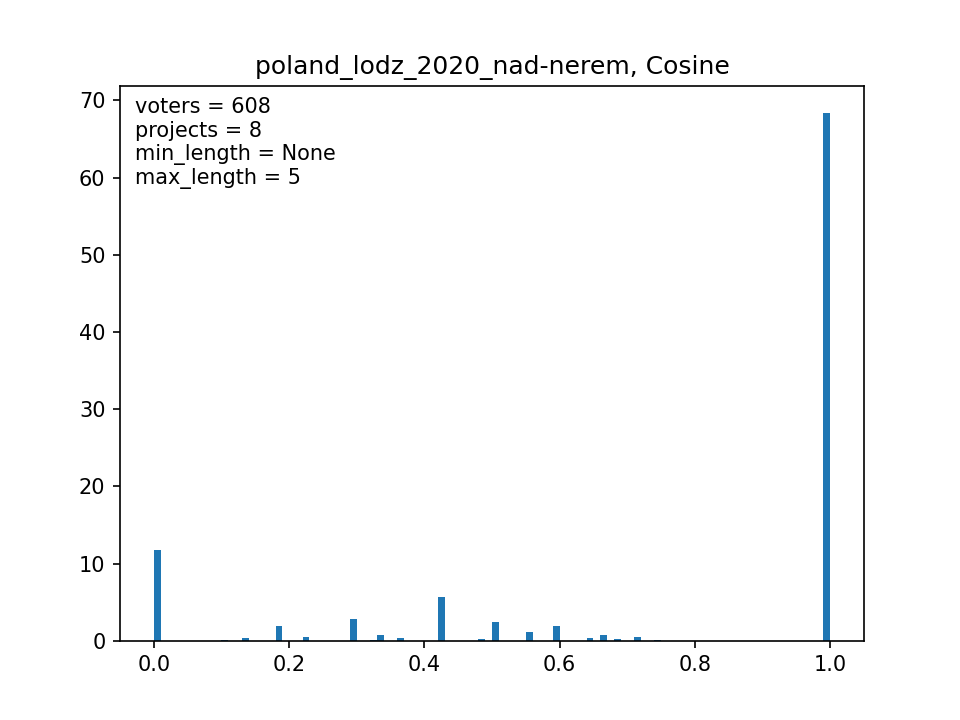 poland_lodz_2020_nad-nerem, Cosine
voters = 608
projects = 8
min_length = None
max_length = 5
70
60
50
40
30
20
10
0
0.0 0.2 0.4 0.6 0.8 1.0